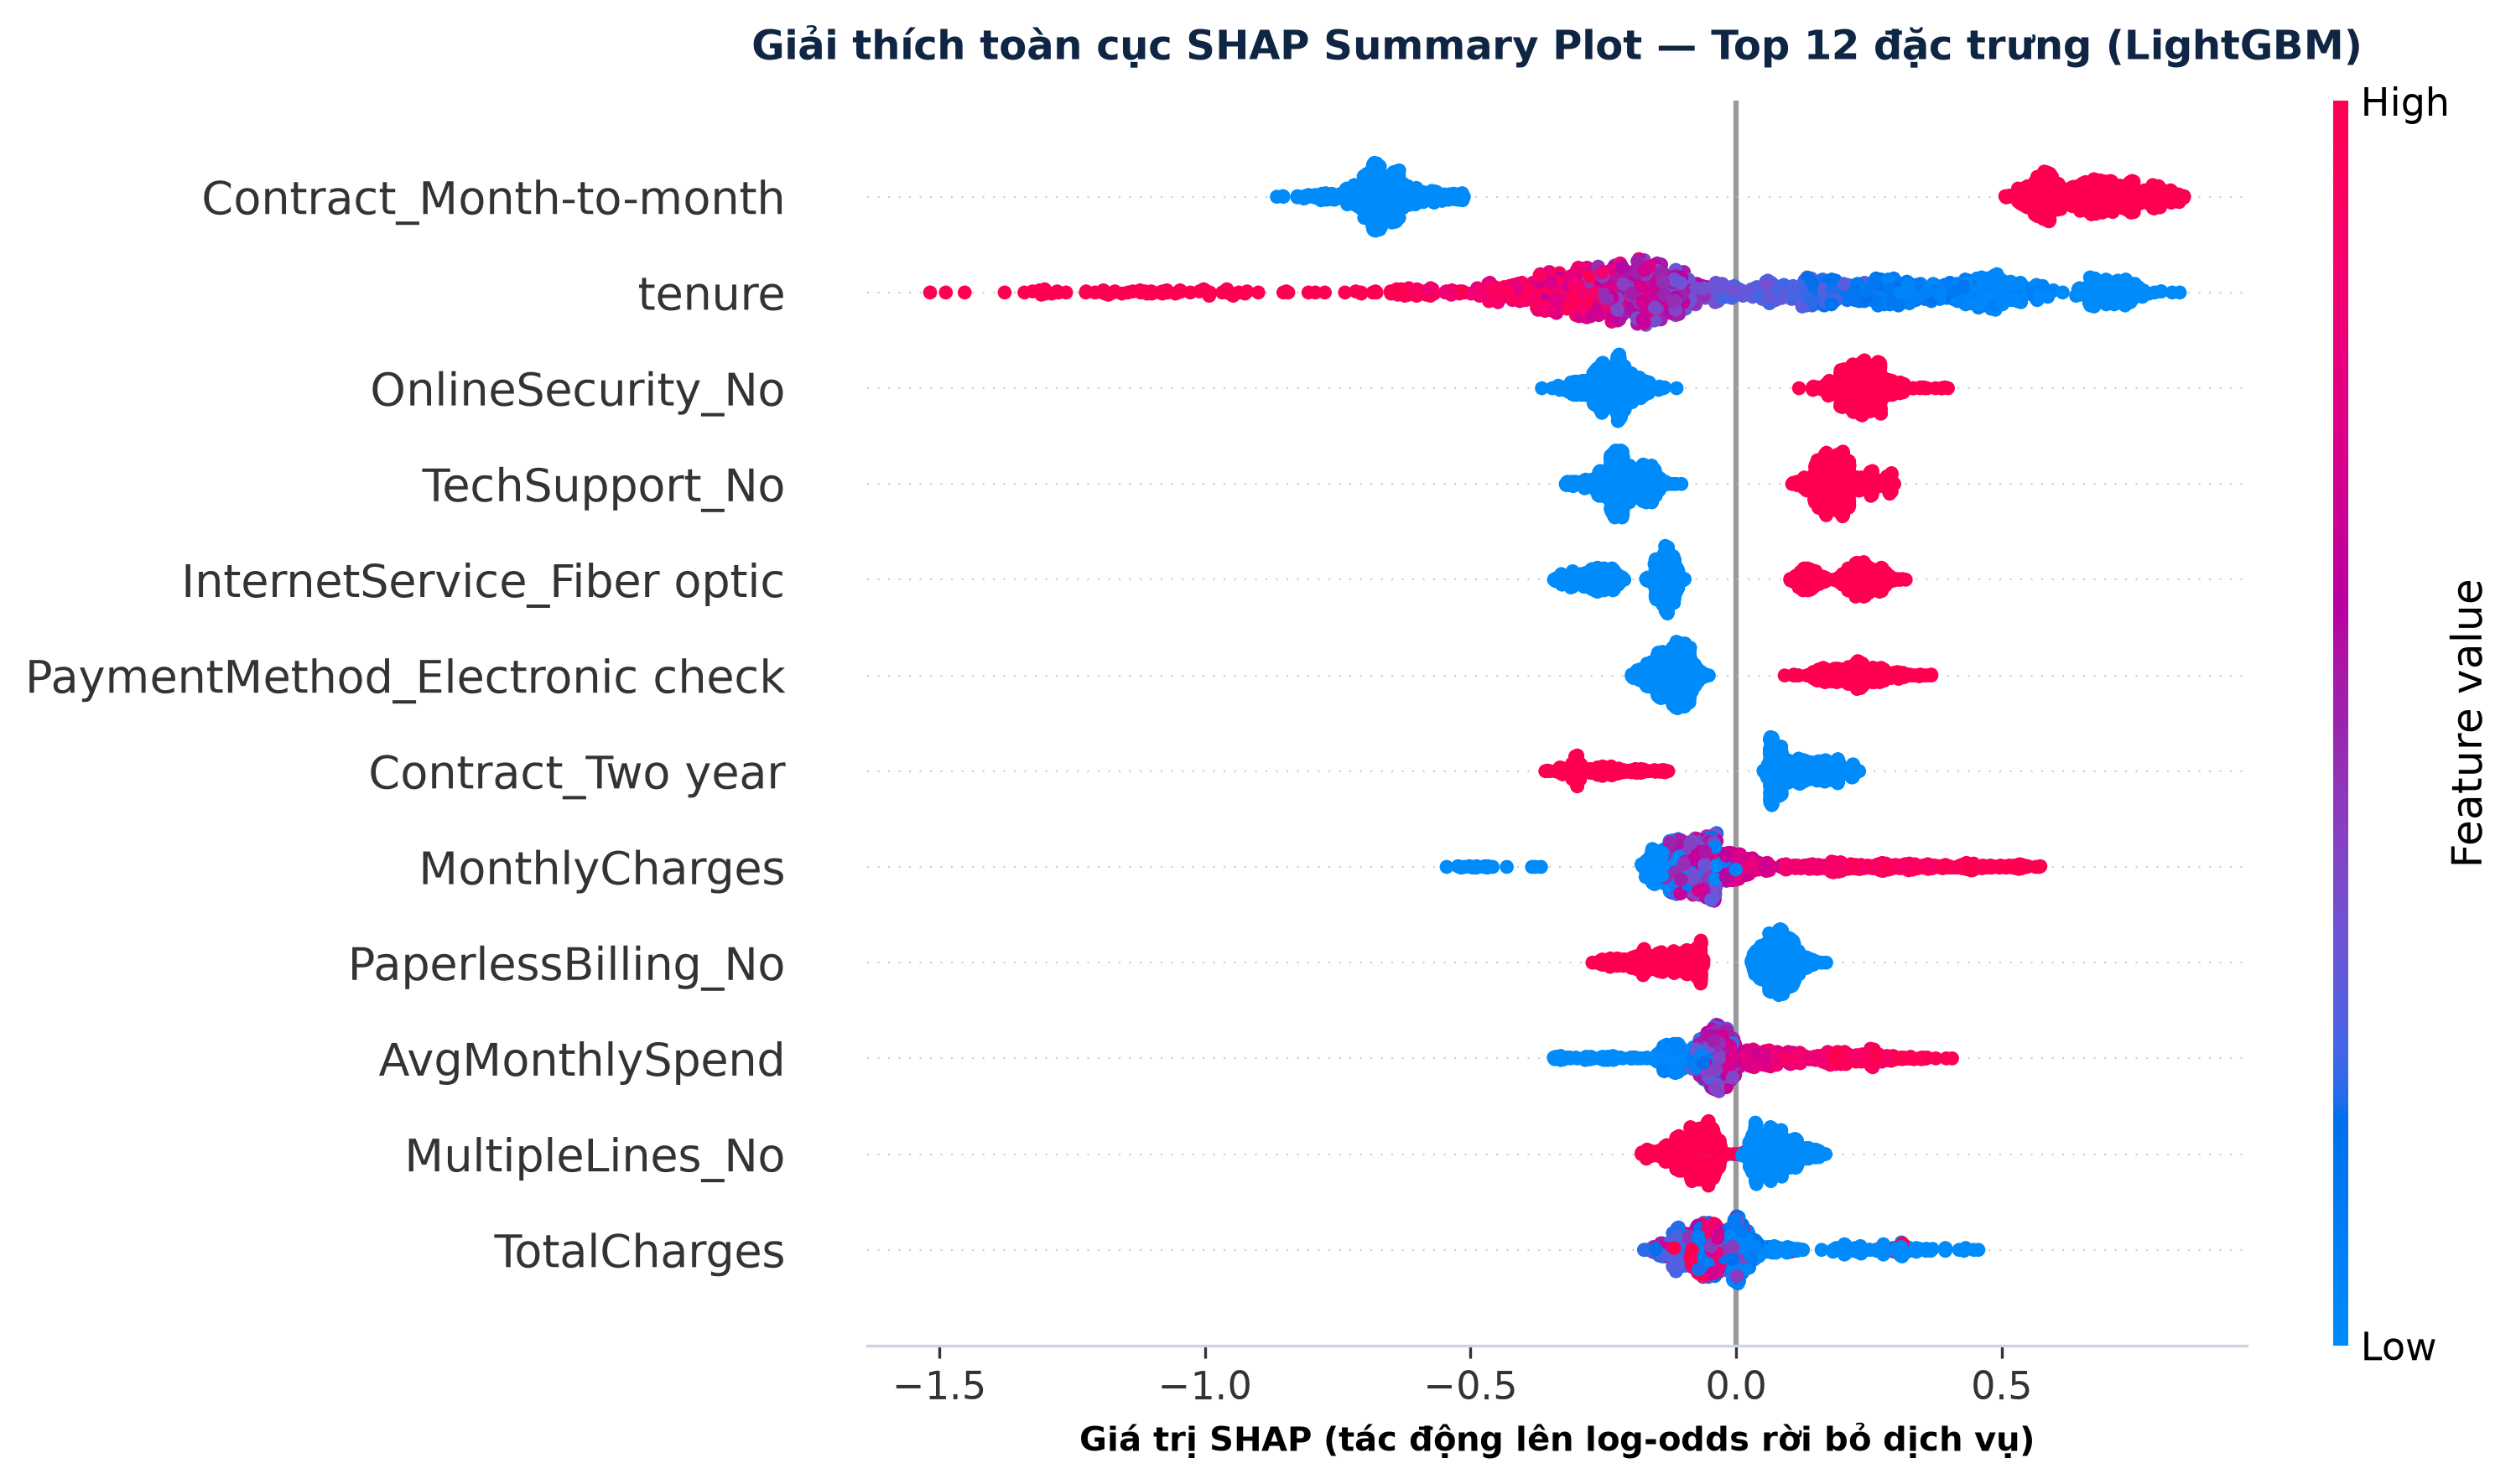 Giải thích toàn cục SHAP Summary Plot — Top 12 đặc trưng (LightGBM)
High
Contract_Month-to-month
tenure
OnlineSecurity_No
TechSupport_No
InternetService_Fiber optic
PaymentMethod_Electronic check
Contract_Two year
MonthlyCharges
PaperlessBilling_No
AvgMonthlySpend
MultipleLines_No
TotalCharges
Feature value
Low
−1.5 −1.0 −0.5 0.0 0.5
Giá trị SHAP (tác động lên log-odds rời bỏ dịch vụ)